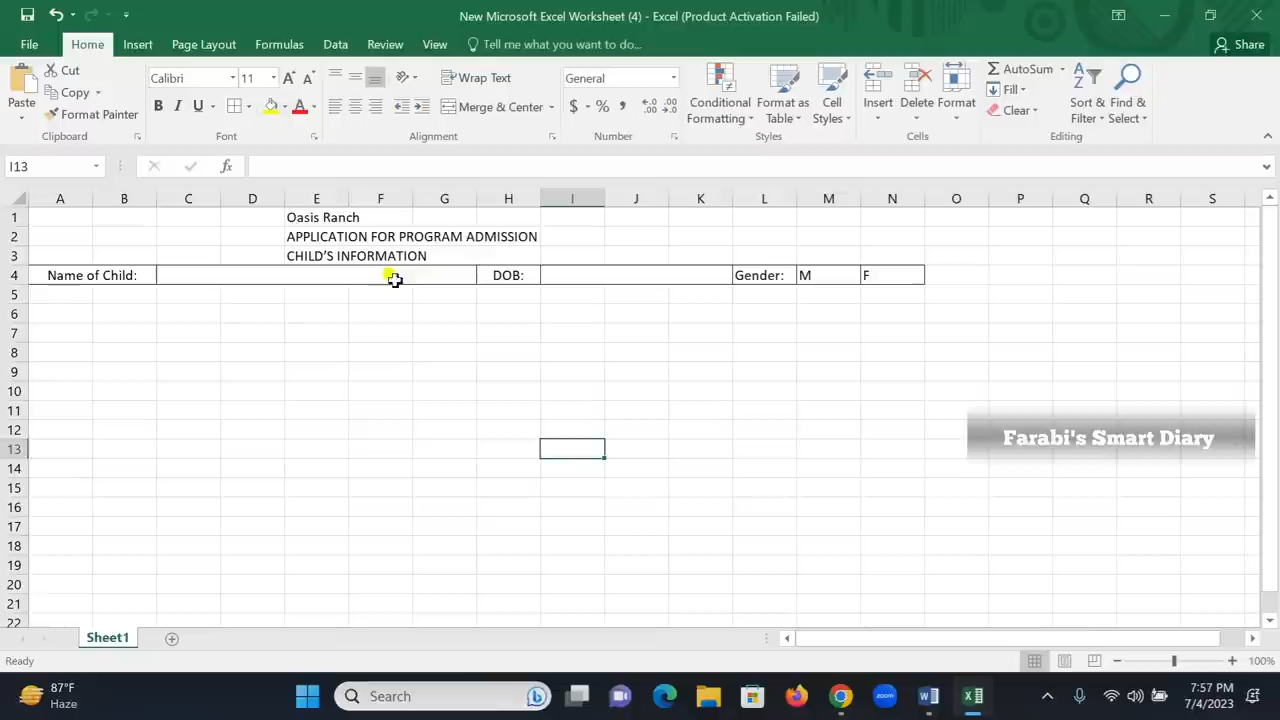 New Microsoft Excel Worksheet (4) - Excel (Product Activation Failed)
File Home Insert Page Layout Formulas Data Review View Tell me what you want to do... Share
Paste Cut Copy Format Painter
Calibri 11 B I U
Wrap Text Merge & Center
General $ % ,
Conditional Formatting Format as Table Cell Styles
Insert Delete Format
AutoSum Fill Clear Sort & Filter Find & Select
Clipboard Font Alignment Number Styles Cells Editing
I13 fx
A B C D E F G H I J K L M N O P Q R S
1 Oasis Ranch
2 APPLICATION FOR PROGRAM ADMISSION
3 CHILD’S INFORMATION
4 Name of Child: DOB: Gender: M F
5
6
7
8
9
10
11
12
Farabi's Smart Diary
13
14
15
16
17
18
19
20
21
22
Sheet1
Ready 100%
87°F
Haze
Search
zoom
7:57 PM
7/4/2023